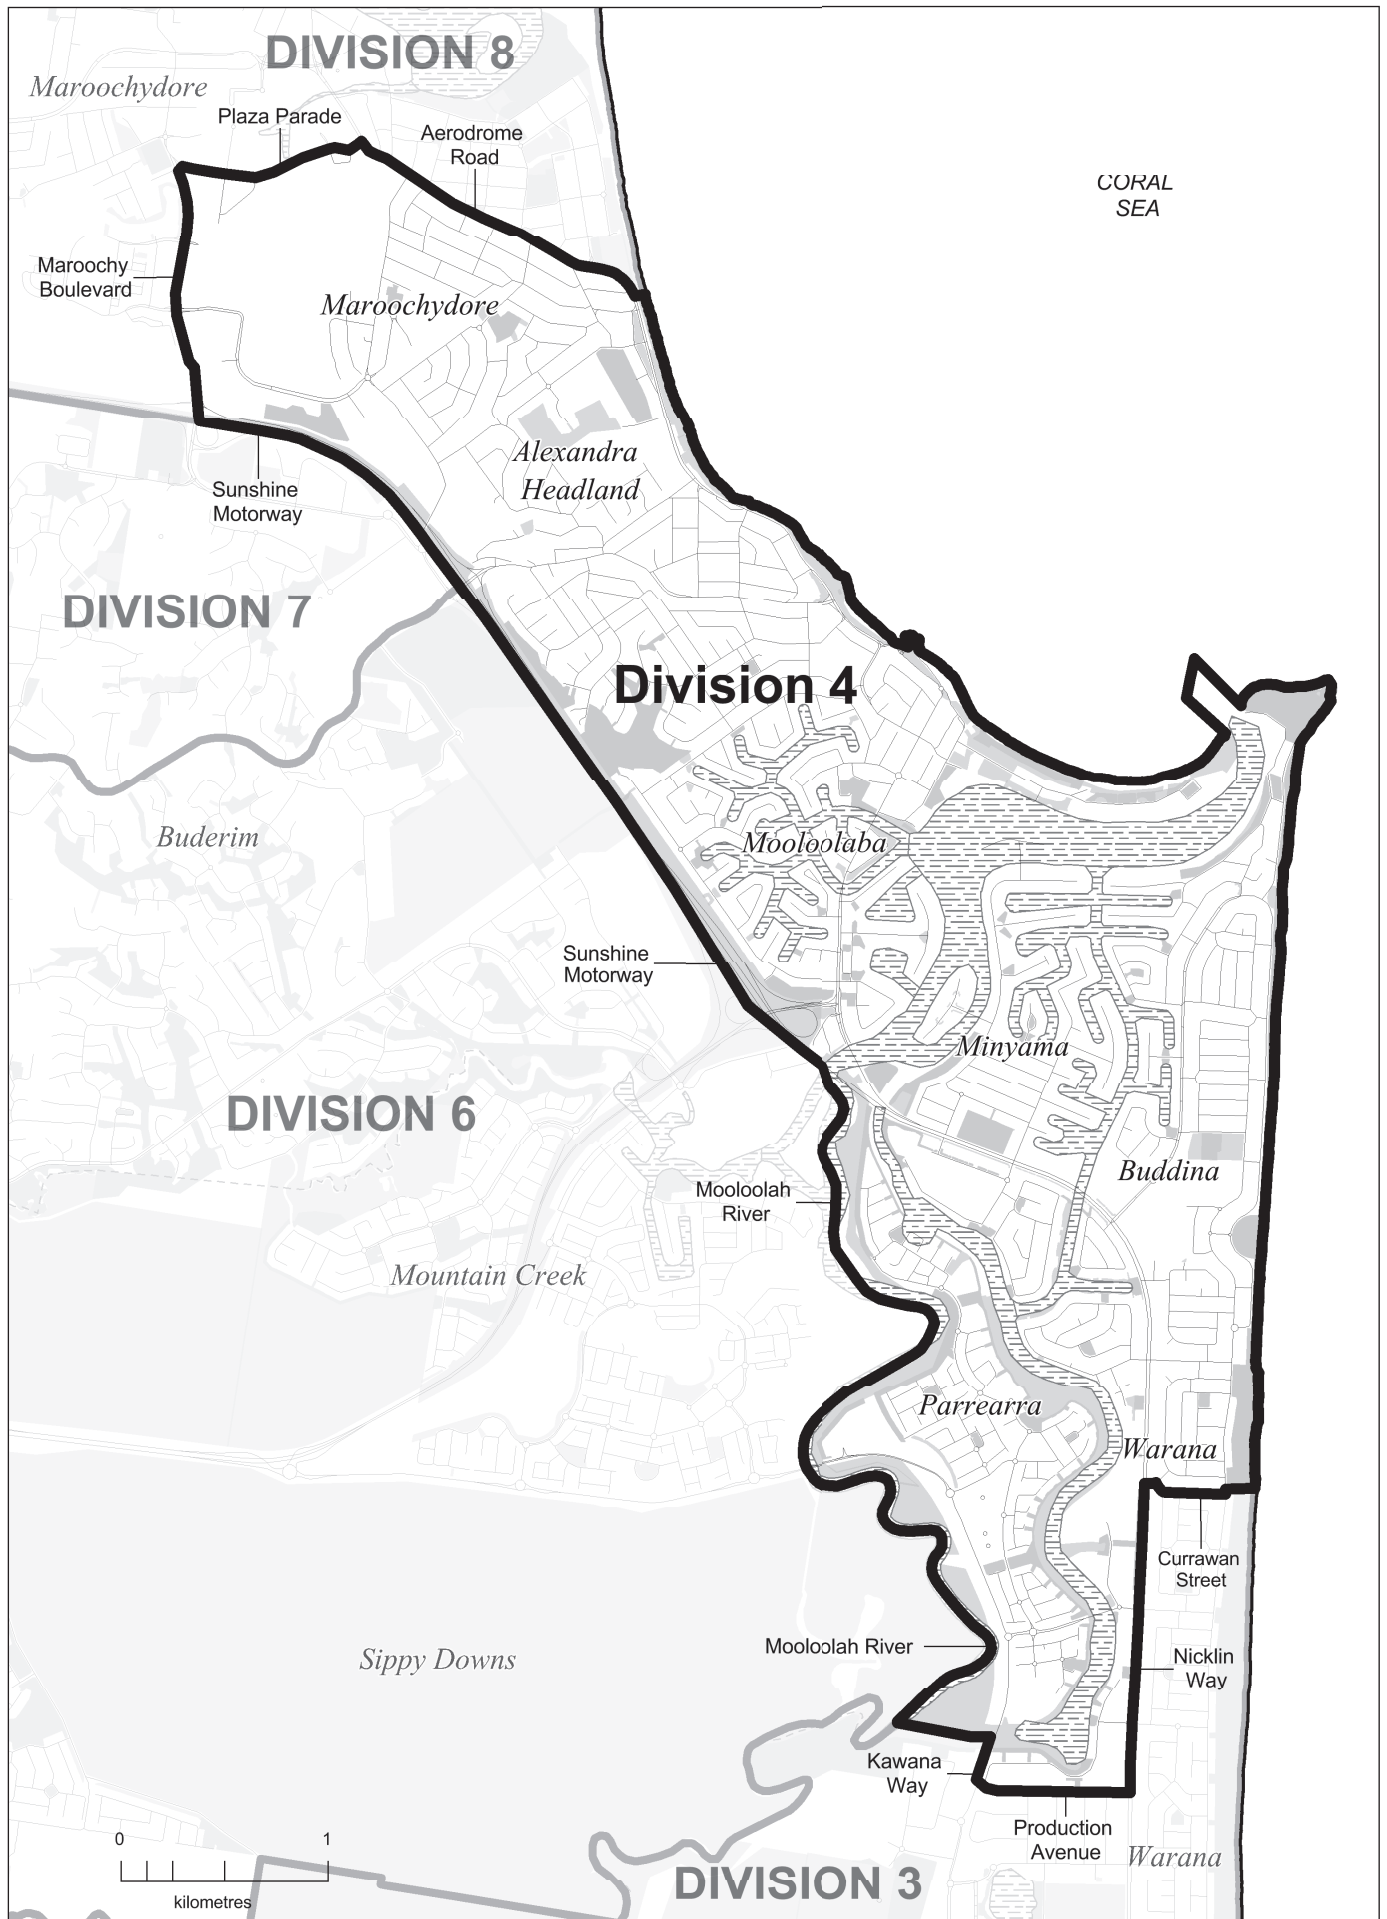 DIVISION 8
Maroochydore
Plaza Parade
Aerodrome
Road
CORAL
SEA
Maroochy
Boulevard
Maroochydore
Alexandra
Headland
Sunshine
Motorway
DIVISION 7
Division 4
Buderim
Mooloolaba
Sunshine
Motorway
Minyama
DIVISION 6
Buddina
Mooloolah
River
Mountain Creek
Parrearra
Warana
Currawan
Street
Mooloolah River
Sippy Downs
Nicklin
Way
Kawana
Way
Production
Avenue
Warana
0 1
kilometres
DIVISION 3